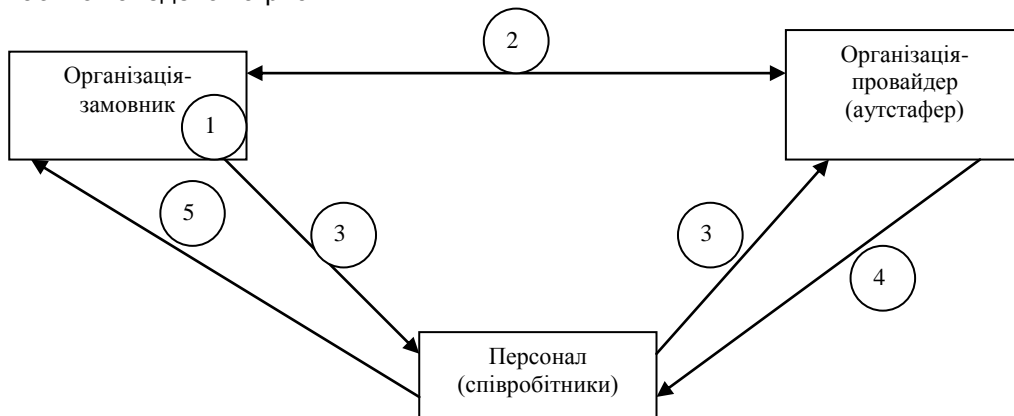 2
Організація-
замовник
Організація-
провайдер
(аутстафер)
1
5
3
3
4
Персонал
(співробітники)